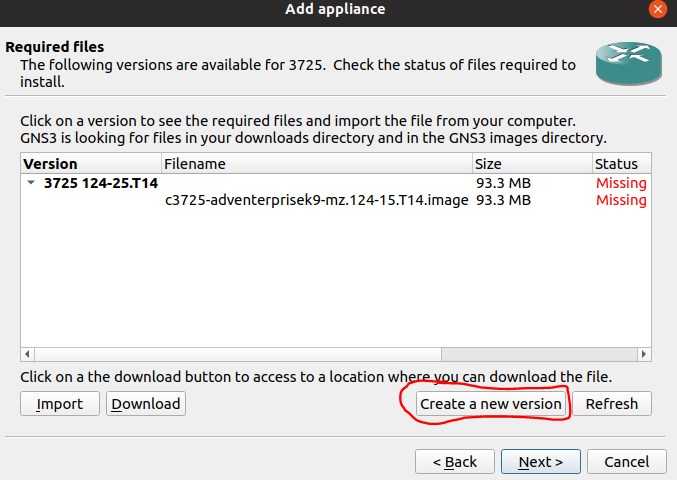 Add appliance
Required files
The following versions are available for 3725. Check the status of files required to
install.
Click on a version to see the required files and import the file from your computer.
GNS3 is looking for files in your downloads directory and in the GNS3 images directory.
Version Filename Size Status
3725 124-25.T14 93.3 MB Missing
c3725-adventerprisek9-mz.124-15.T14.image 93.3 MB Missing
Click on a the download button to access to a location where you can download the file.
Import Download Create a new version Refresh
< Back Next > Cancel